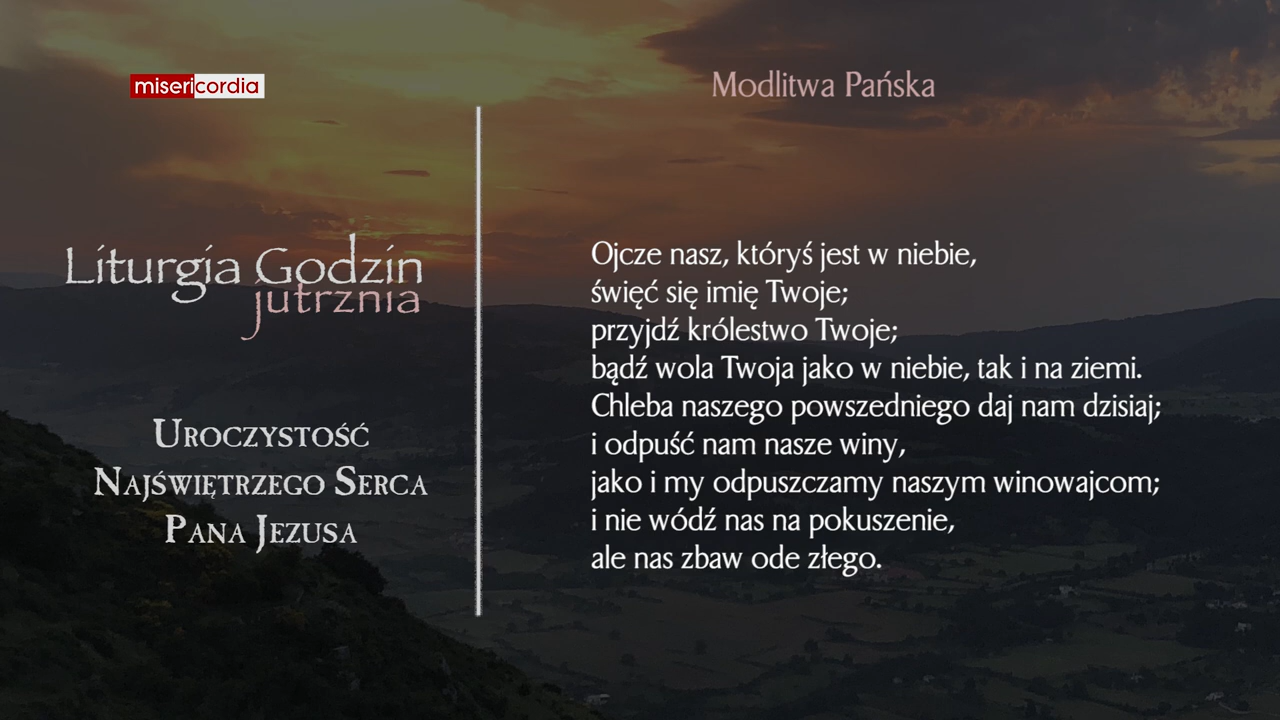 misericordia
Liturgia Godzin
jutrznia
Uroczystość
Najświętrzego Serca
Pana Jezusa
Modlitwa Pańska
Ojcze nasz, któryś jest w niebie,
święć się imię Twoje;
przyjdź królestwo Twoje;
bądź wola Twoja jako w niebie, tak i na ziemi.
Chleba naszego powszedniego daj nam dzisiaj;
i odpuść nam nasze winy,
jako i my odpuszczamy naszym winowajcom;
i nie wódź nas na pokuszenie,
ale nas zbaw ode złego.